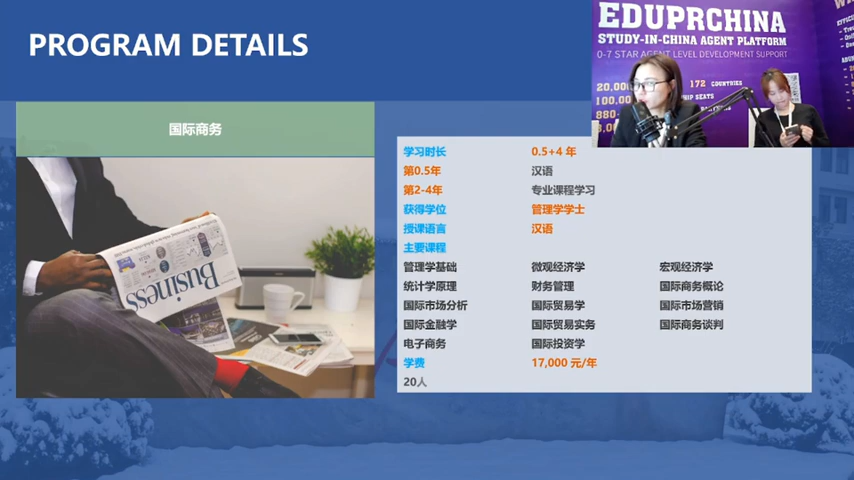 PROGRAM DETAILS
EDUPRCHINA
STUDY-IN-CHINA AGENT PLATFORM
0-7 STAR AGENT LEVEL DEVELOPMENT SUPPORT
172 COUNTRIES
国际商务
Business
学习时长 0.5+4 年
第0.5年 汉语
第2-4年 专业课程学习
获得学位 管理学学士
授课语言 汉语
主要课程
管理学基础 微观经济学 宏观经济学
统计学原理 财务管理 国际商务概论
国际市场分析 国际贸易学 国际市场营销
国际金融学 国际贸易实务 国际商务谈判
电子商务 国际投资学
学费 17,000 元/年
20人